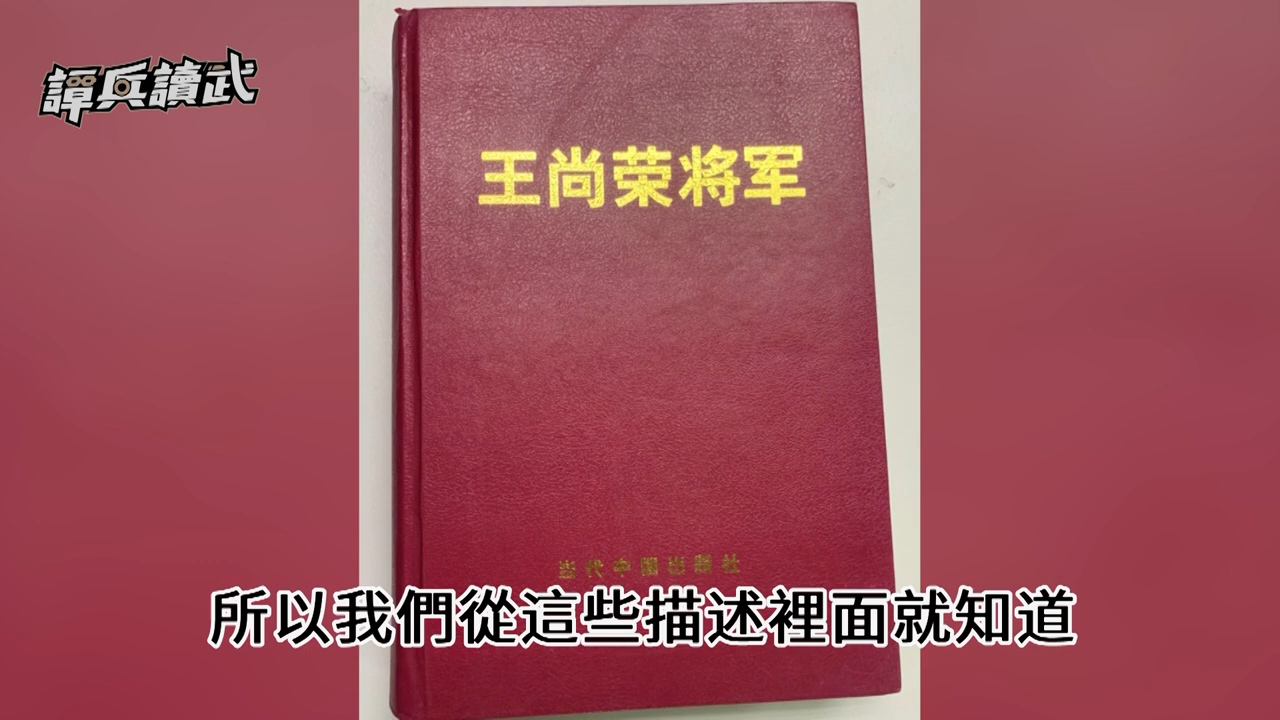 譚兵讀武
王尚荣将军
当代中国出版社
所以我們從這些描述裡面就知道